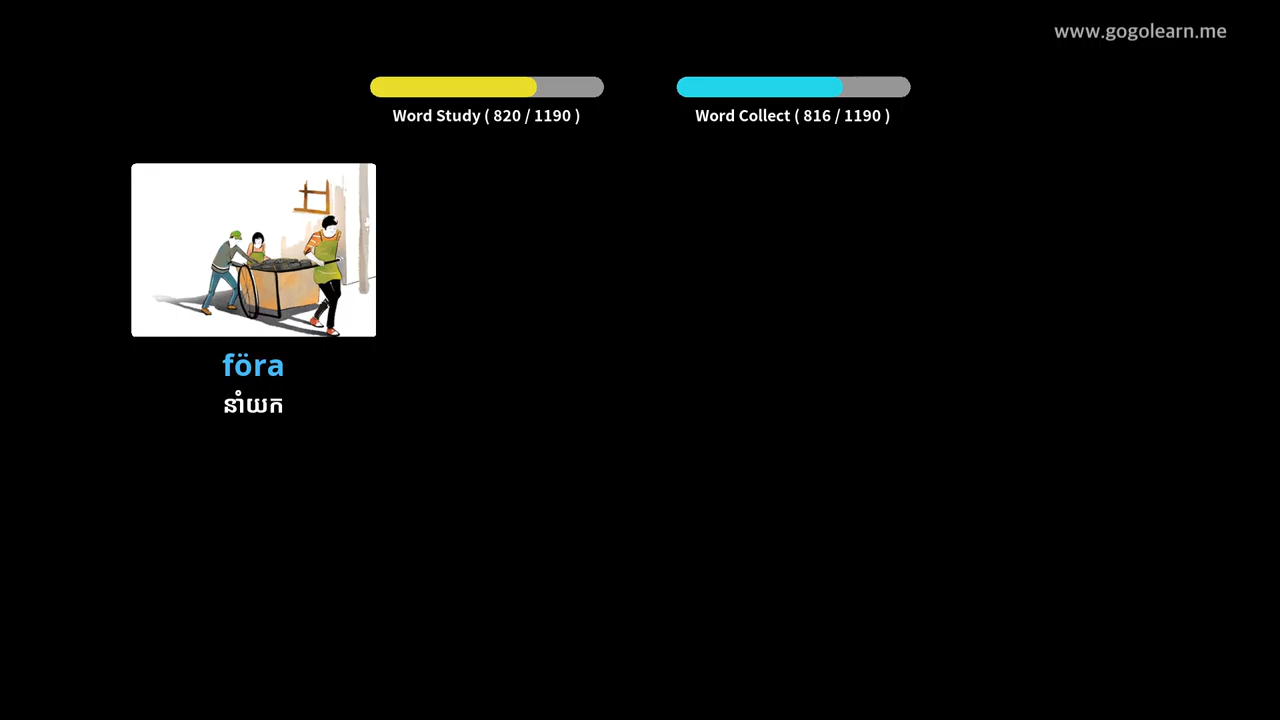 www.gogolearn.me
Word Study ( 820 / 1190 )
Word Collect ( 816 / 1190 )
föra
នាំយក